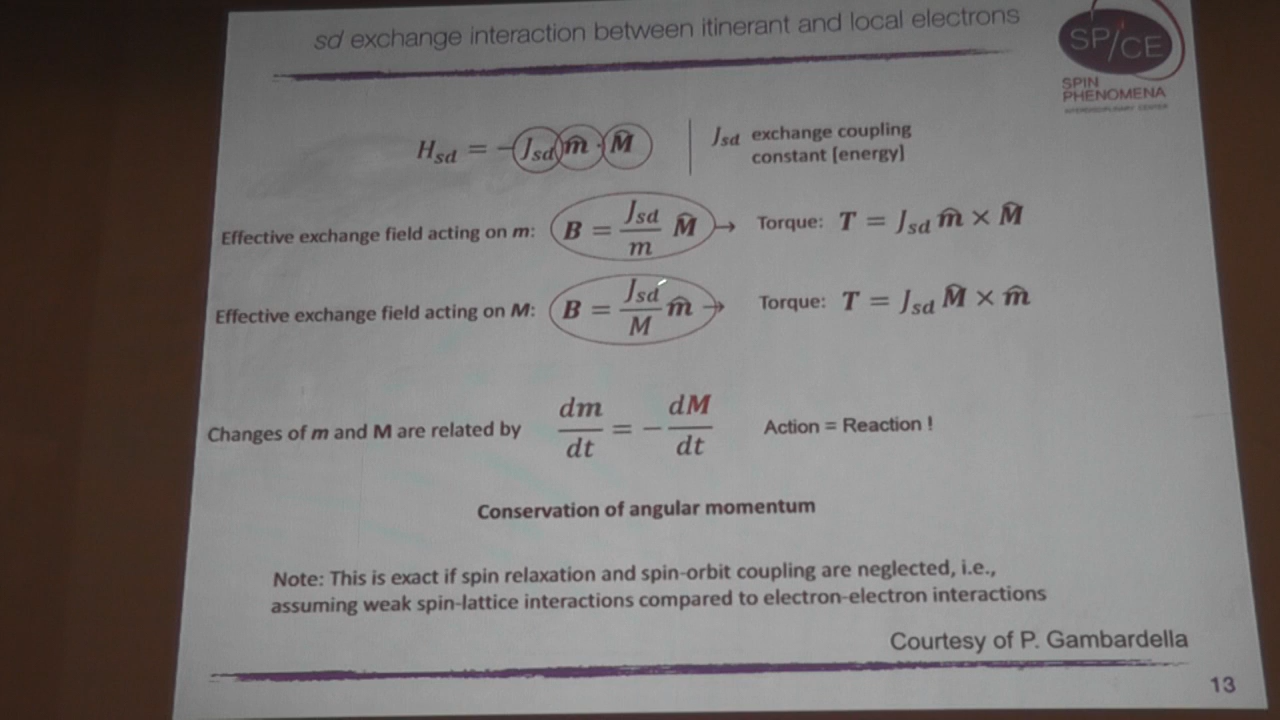 sd exchange interaction between itinerant and local electrons
SP/CE
SPIN
PHENOMENA
INTERDISCIPLINARY CENTER
H_sd = −J_sd m̂ · M̂
J_sd exchange coupling
constant [energy]
Effective exchange field acting on m: B = J_sd/m M̂ → Torque: T = J_sd m̂ × M̂
Effective exchange field acting on M: B = J_sd/M m̂ → Torque: T = J_sd M̂ × m̂
Changes of m and M are related by dm/dt = − dM/dt Action = Reaction !
Conservation of angular momentum
Note: This is exact if spin relaxation and spin-orbit coupling are neglected, i.e.,
assuming weak spin-lattice interactions compared to electron-electron interactions
Courtesy of P. Gambardella
13